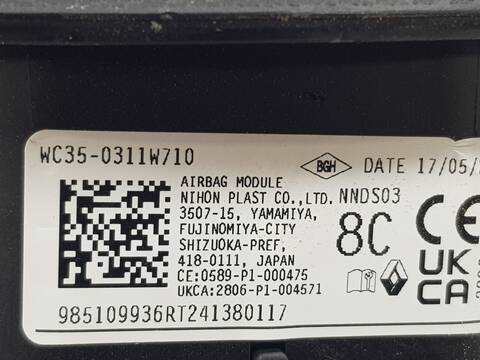 WC35-0311W710
BGH
DATE 17/05/
AIRBAG MODULE
NIHON PLAST CO.,LTD.
3507-15, YAMAMIYA,
FUJINOMIYA-CITY
SHIZUOKA-PREF,
418-0111, JAPAN
CE:0589-P1-000475
UKCA:2806-P1-004571
NNDS03
8C
CE
UK
CA
985109936RT241380117